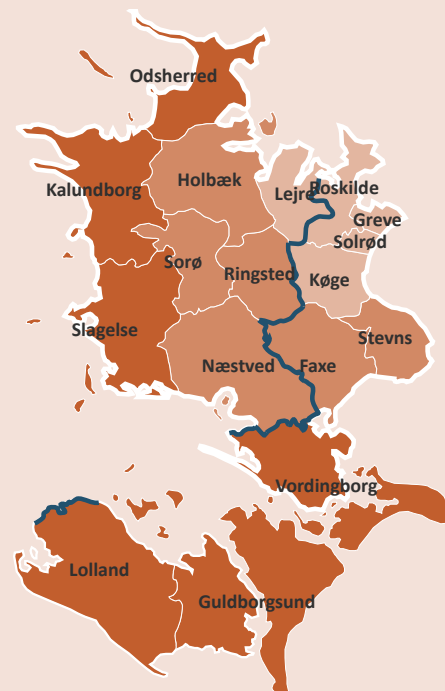 Odsherred
Kalundborg
Holbæk
Lejre
Roskilde
Greve
Solrød
Sorø
Ringsted
Køge
Slagelse
Næstved
Faxe
Stevns
Vordingborg
Lolland
Guldborgsund